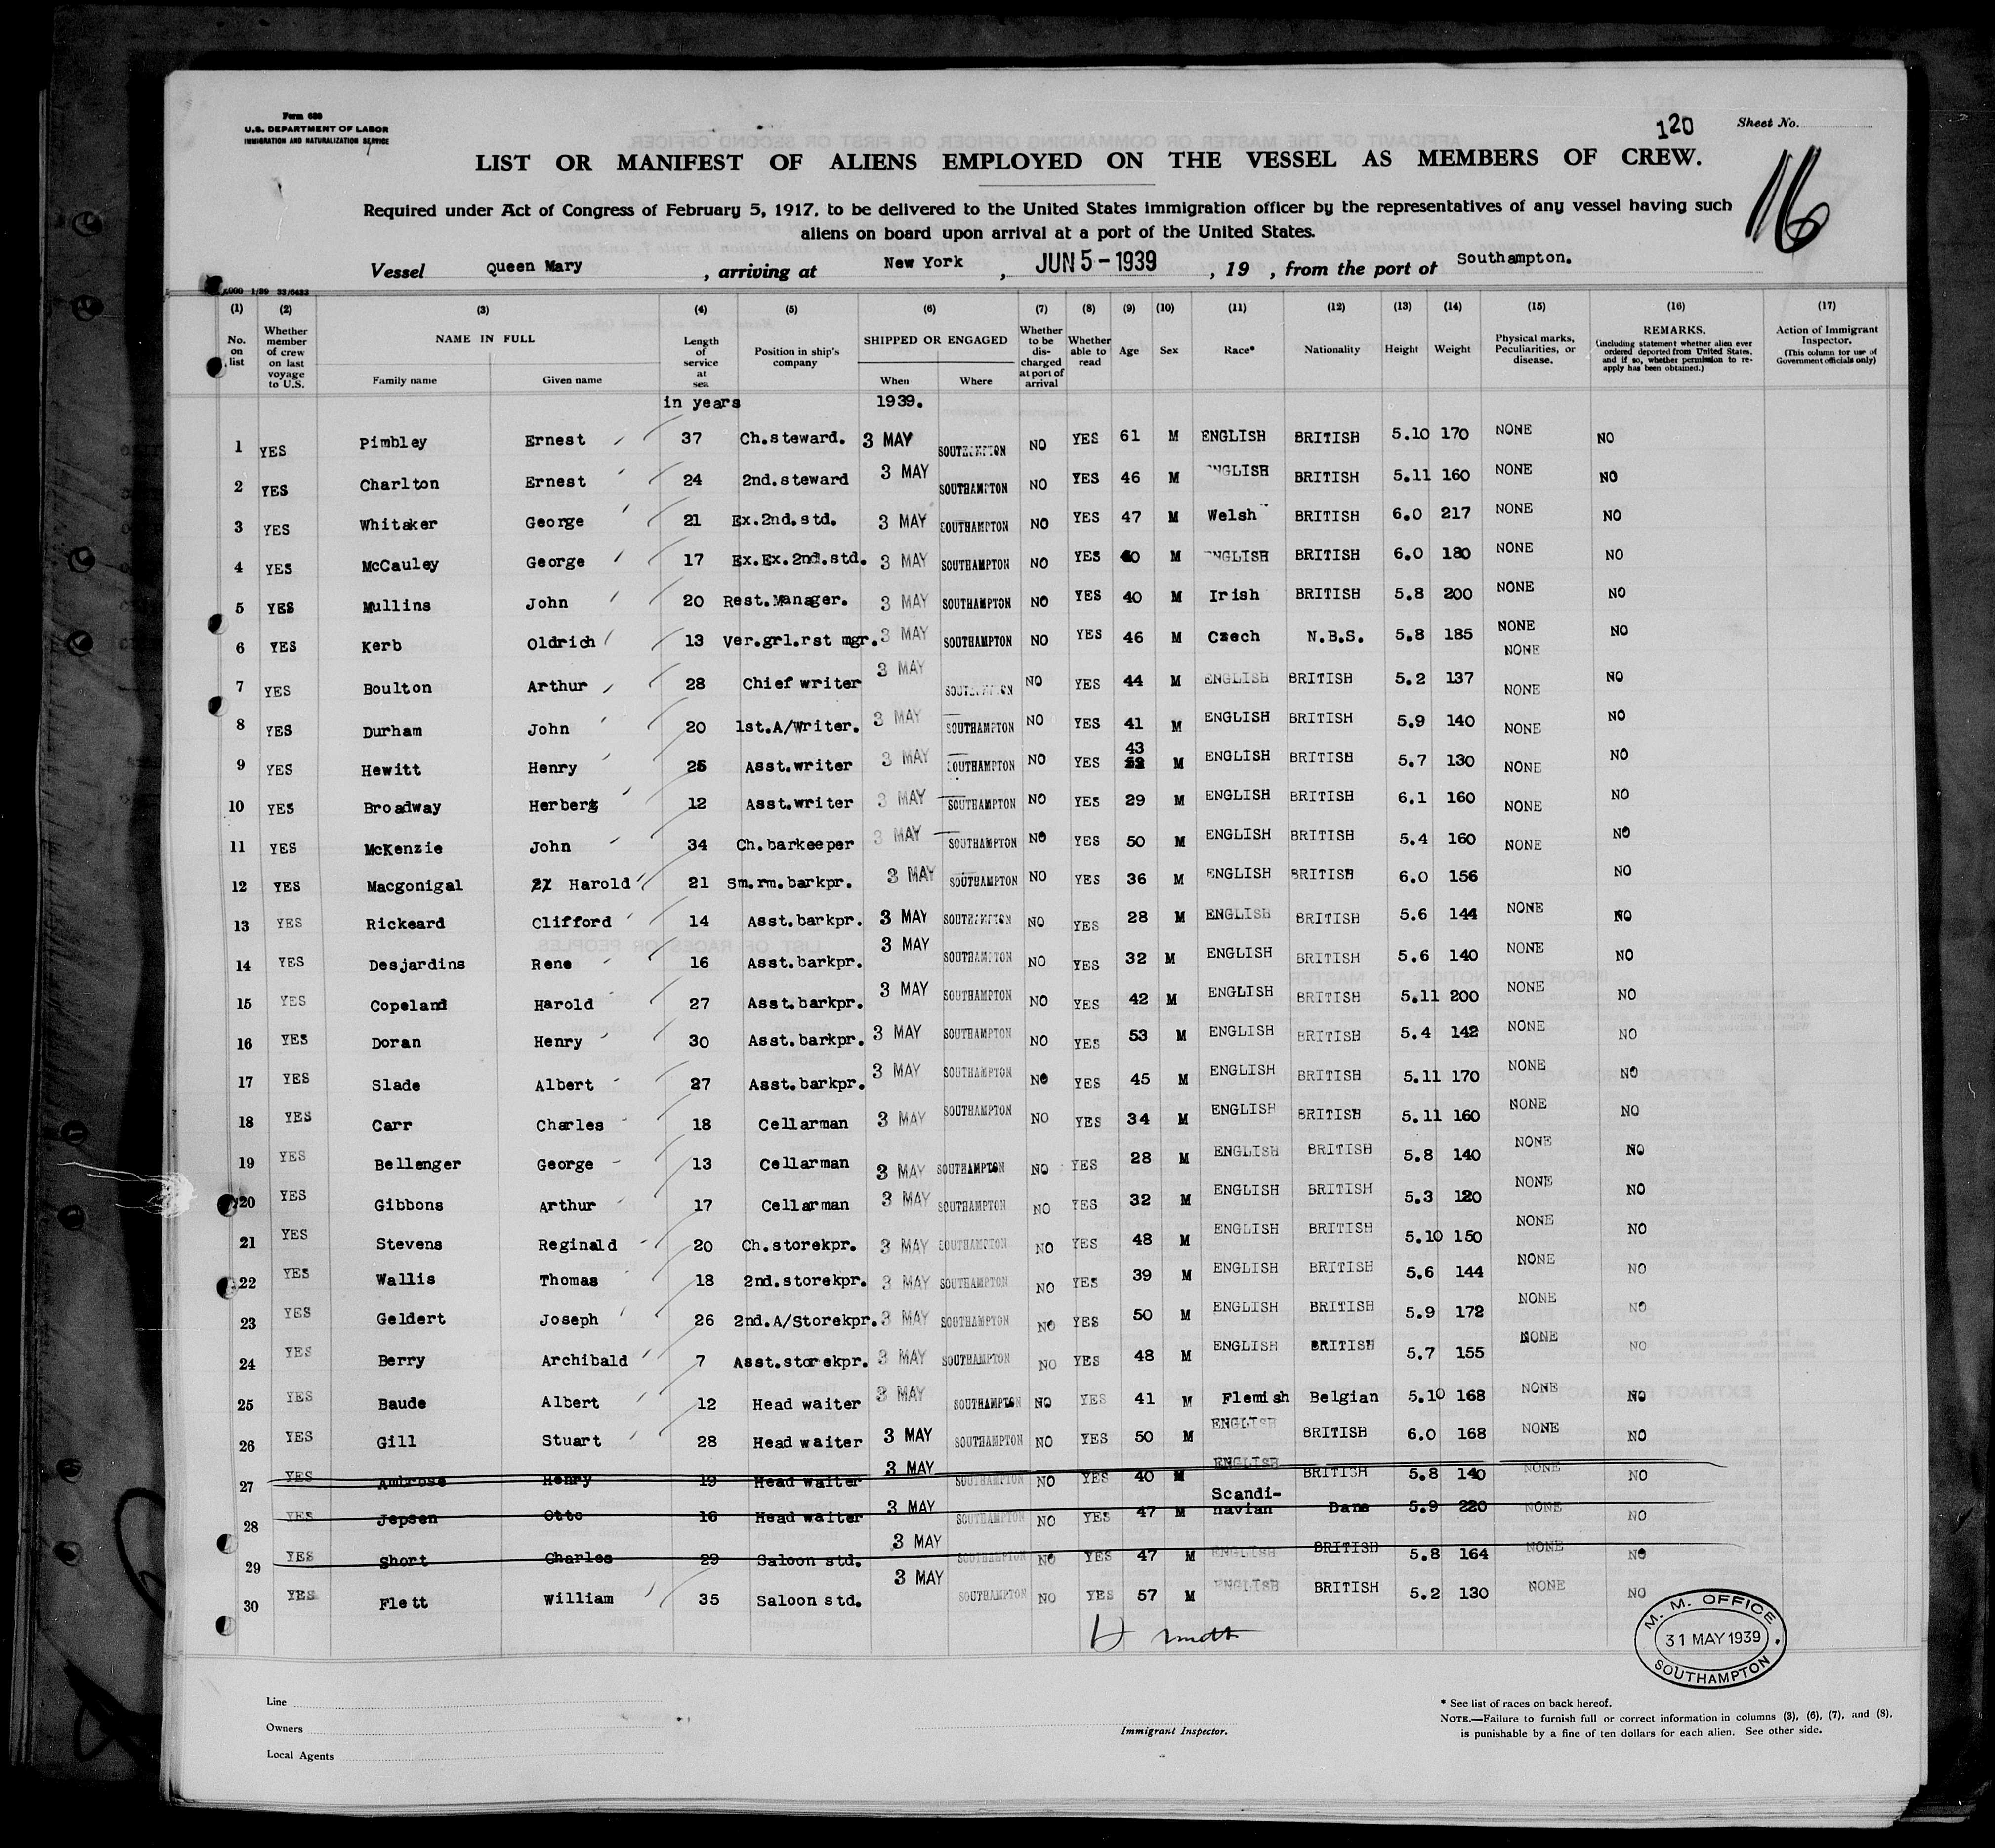 Form 680
U.S. DEPARTMENT OF LABOR
IMMIGRATION AND NATURALIZATION SERVICE
120
Sheet No.
116
LIST OR MANIFEST OF ALIENS EMPLOYED ON THE VESSEL AS MEMBERS OF CREW.
Required under Act of Congress of February 5, 1917, to be delivered to the United States immigration officer by the representatives of any vessel having such
aliens on board upon arrival at a port of the United States.
Vessel Queen Mary, arriving at New York, JUN 5-1939, 19 , from the port of Southampton.
(1) (2) (3) (4) (5) (6) (7) (8) (9) (10) (11) (12) (13) (14) (15) (16) (17)
No. on list
Whether member of crew on last voyage to U.S.
NAME IN FULL
Family name Given name
Length of service at sea
Position in ship's company
SHIPPED OR ENGAGED
When Where
Whether to be discharged at port of arrival
Whether able to read
Age Sex Race* Nationality Height Weight
Physical marks, Peculiarities, or disease.
REMARKS.
(including statement whether alien ever ordered deported from United States, and if so, whether permission to re-apply has been obtained.)
Action of Immigrant Inspector.
(This column for use of Government officials only)
in years 1939.
1 YES Pimbley Ernest 37 Ch.steward. 3 MAY SOUTHAMPTON NO YES 61 M ENGLISH BRITISH 5.10 170 NONE NO
2 YES Charlton Ernest 24 2nd.steward 3 MAY SOUTHAMPTON NO YES 46 M ENGLISH BRITISH 5.11 160 NONE NO
3 YES Whitaker George 21 Ex.2nd.std. 3 MAY SOUTHAMPTON NO YES 47 M Welsh BRITISH 6.0 217 NONE NO
4 YES McCauley George 17 Ex.Ex.2nd.std. 3 MAY SOUTHAMPTON NO YES 40 M ENGLISH BRITISH 6.0 180 NONE NO
5 YES Mullins John 20 Rest.Manager. 3 MAY SOUTHAMPTON NO YES 40 M Irish BRITISH 5.8 200 NONE NO
6 YES Kerb Oldrich 13 Ver.grl.rst mgr. 3 MAY SOUTHAMPTON NO YES 46 M Czech N.B.S. 5.8 185 NONE NO
NONE
7 YES Boulton Arthur 28 Chief writer 3 MAY SOUTHAMPTON NO YES 44 M ENGLISH BRITISH 5.2 137 NONE NO
8 YES Durham John 20 1st.A/Writer. 3 MAY SOUTHAMPTON NO YES 41 M ENGLISH BRITISH 5.9 140 NONE NO
9 YES Hewitt Henry 25 Asst.writer 3 MAY SOUTHAMPTON NO YES 43 M ENGLISH BRITISH 5.7 130 NONE NO
10 YES Broadway Herberg 12 Asst.writer 3 MAY SOUTHAMPTON NO YES 29 M ENGLISH BRITISH 6.1 160 NONE NO
11 YES McKenzie John 34 Ch.barkeeper 3 MAY SOUTHAMPTON NO YES 50 M ENGLISH BRITISH 5.4 160 NONE NO
12 YES Macgonigal Harold 21 Sm.rm.barkpr. 3 MAY SOUTHAMPTON NO YES 36 M ENGLISH BRITISH 6.0 156 NO
13 YES Rickeard Clifford 14 Asst.barkpr. 3 MAY SOUTHAMPTON NO YES 28 M ENGLISH BRITISH 5.6 144 NONE NO
14 YES Desjardins Rene 16 Asst.barkpr. 3 MAY SOUTHAMPTON NO YES 32 M ENGLISH BRITISH 5.6 140 NONE NO
15 YES Copeland Harold 27 Asst.barkpr. 3 MAY SOUTHAMPTON NO YES 42 M ENGLISH BRITISH 5.11 200 NONE NO
16 YES Doran Henry 30 Asst.barkpr. 3 MAY SOUTHAMPTON NO YES 53 M ENGLISH BRITISH 5.4 142 NONE NO
17 YES Slade Albert 27 Asst.barkpr. 3 MAY SOUTHAMPTON NO YES 45 M ENGLISH BRITISH 5.11 170 NONE NO
18 YES Carr Charles 18 Cellarman 3 MAY SOUTHAMPTON NO YES 34 M ENGLISH BRITISH 5.11 160 NONE NO
19 YES Bellenger George 13 Cellarman 3 MAY SOUTHAMPTON NO YES 28 M ENGLISH BRITISH 5.8 140 NONE NO
20 YES Gibbons Arthur 17 Cellarman 3 MAY SOUTHAMPTON NO YES 32 M ENGLISH BRITISH 5.3 120 NONE NO
21 YES Stevens Reginald 20 Ch.storekpr. 3 MAY SOUTHAMPTON NO YES 48 M ENGLISH BRITISH 5.10 150 NONE NO
22 YES Wallis Thomas 18 2nd.storekpr. 3 MAY SOUTHAMPTON NO YES 39 M ENGLISH BRITISH 5.6 144 NONE NO
23 YES Geldert Joseph 26 2nd.A/Storekpr. 3 MAY SOUTHAMPTON NO YES 50 M ENGLISH BRITISH 5.9 172 NONE NO
24 YES Berry Archibald 7 Asst.storekpr. 3 MAY SOUTHAMPTON NO YES 48 M ENGLISH BRITISH 5.7 155 NONE NO
25 YES Baude Albert 12 Head waiter 3 MAY SOUTHAMPTON NO YES 41 M Flemish Belgian 5.10 168 NONE NO
26 YES Gill Stuart 28 Head waiter 3 MAY SOUTHAMPTON NO YES 50 M ENGLISH BRITISH 6.0 168 NONE NO
27 YES Ambrose Henry 19 Head waiter 3 MAY SOUTHAMPTON NO YES 40 M ENGLISH BRITISH 5.8 140 NONE NO
28 YES Jepsen Otto 16 Head waiter 3 MAY SOUTHAMPTON NO YES 47 M Scandi-navian Dane 5.9 220 NONE NO
29 YES Short Charles 29 Saloon std. 3 MAY SOUTHAMPTON NO YES 47 M ENGLISH BRITISH 5.8 164 NONE NO
30 YES Flett William 35 Saloon std. 3 MAY SOUTHAMPTON NO YES 57 M ENGLISH BRITISH 5.2 130 NONE NO
M. M. OFFICE
31 MAY 1939
SOUTHAMPTON
Line
Owners
Local Agents
Immigrant Inspector.
* See list of races on back hereof.
NOTE.—Failure to furnish full or correct information in columns (3), (6), (7), and (8),
is punishable by a fine of ten dollars for each alien. See other side.